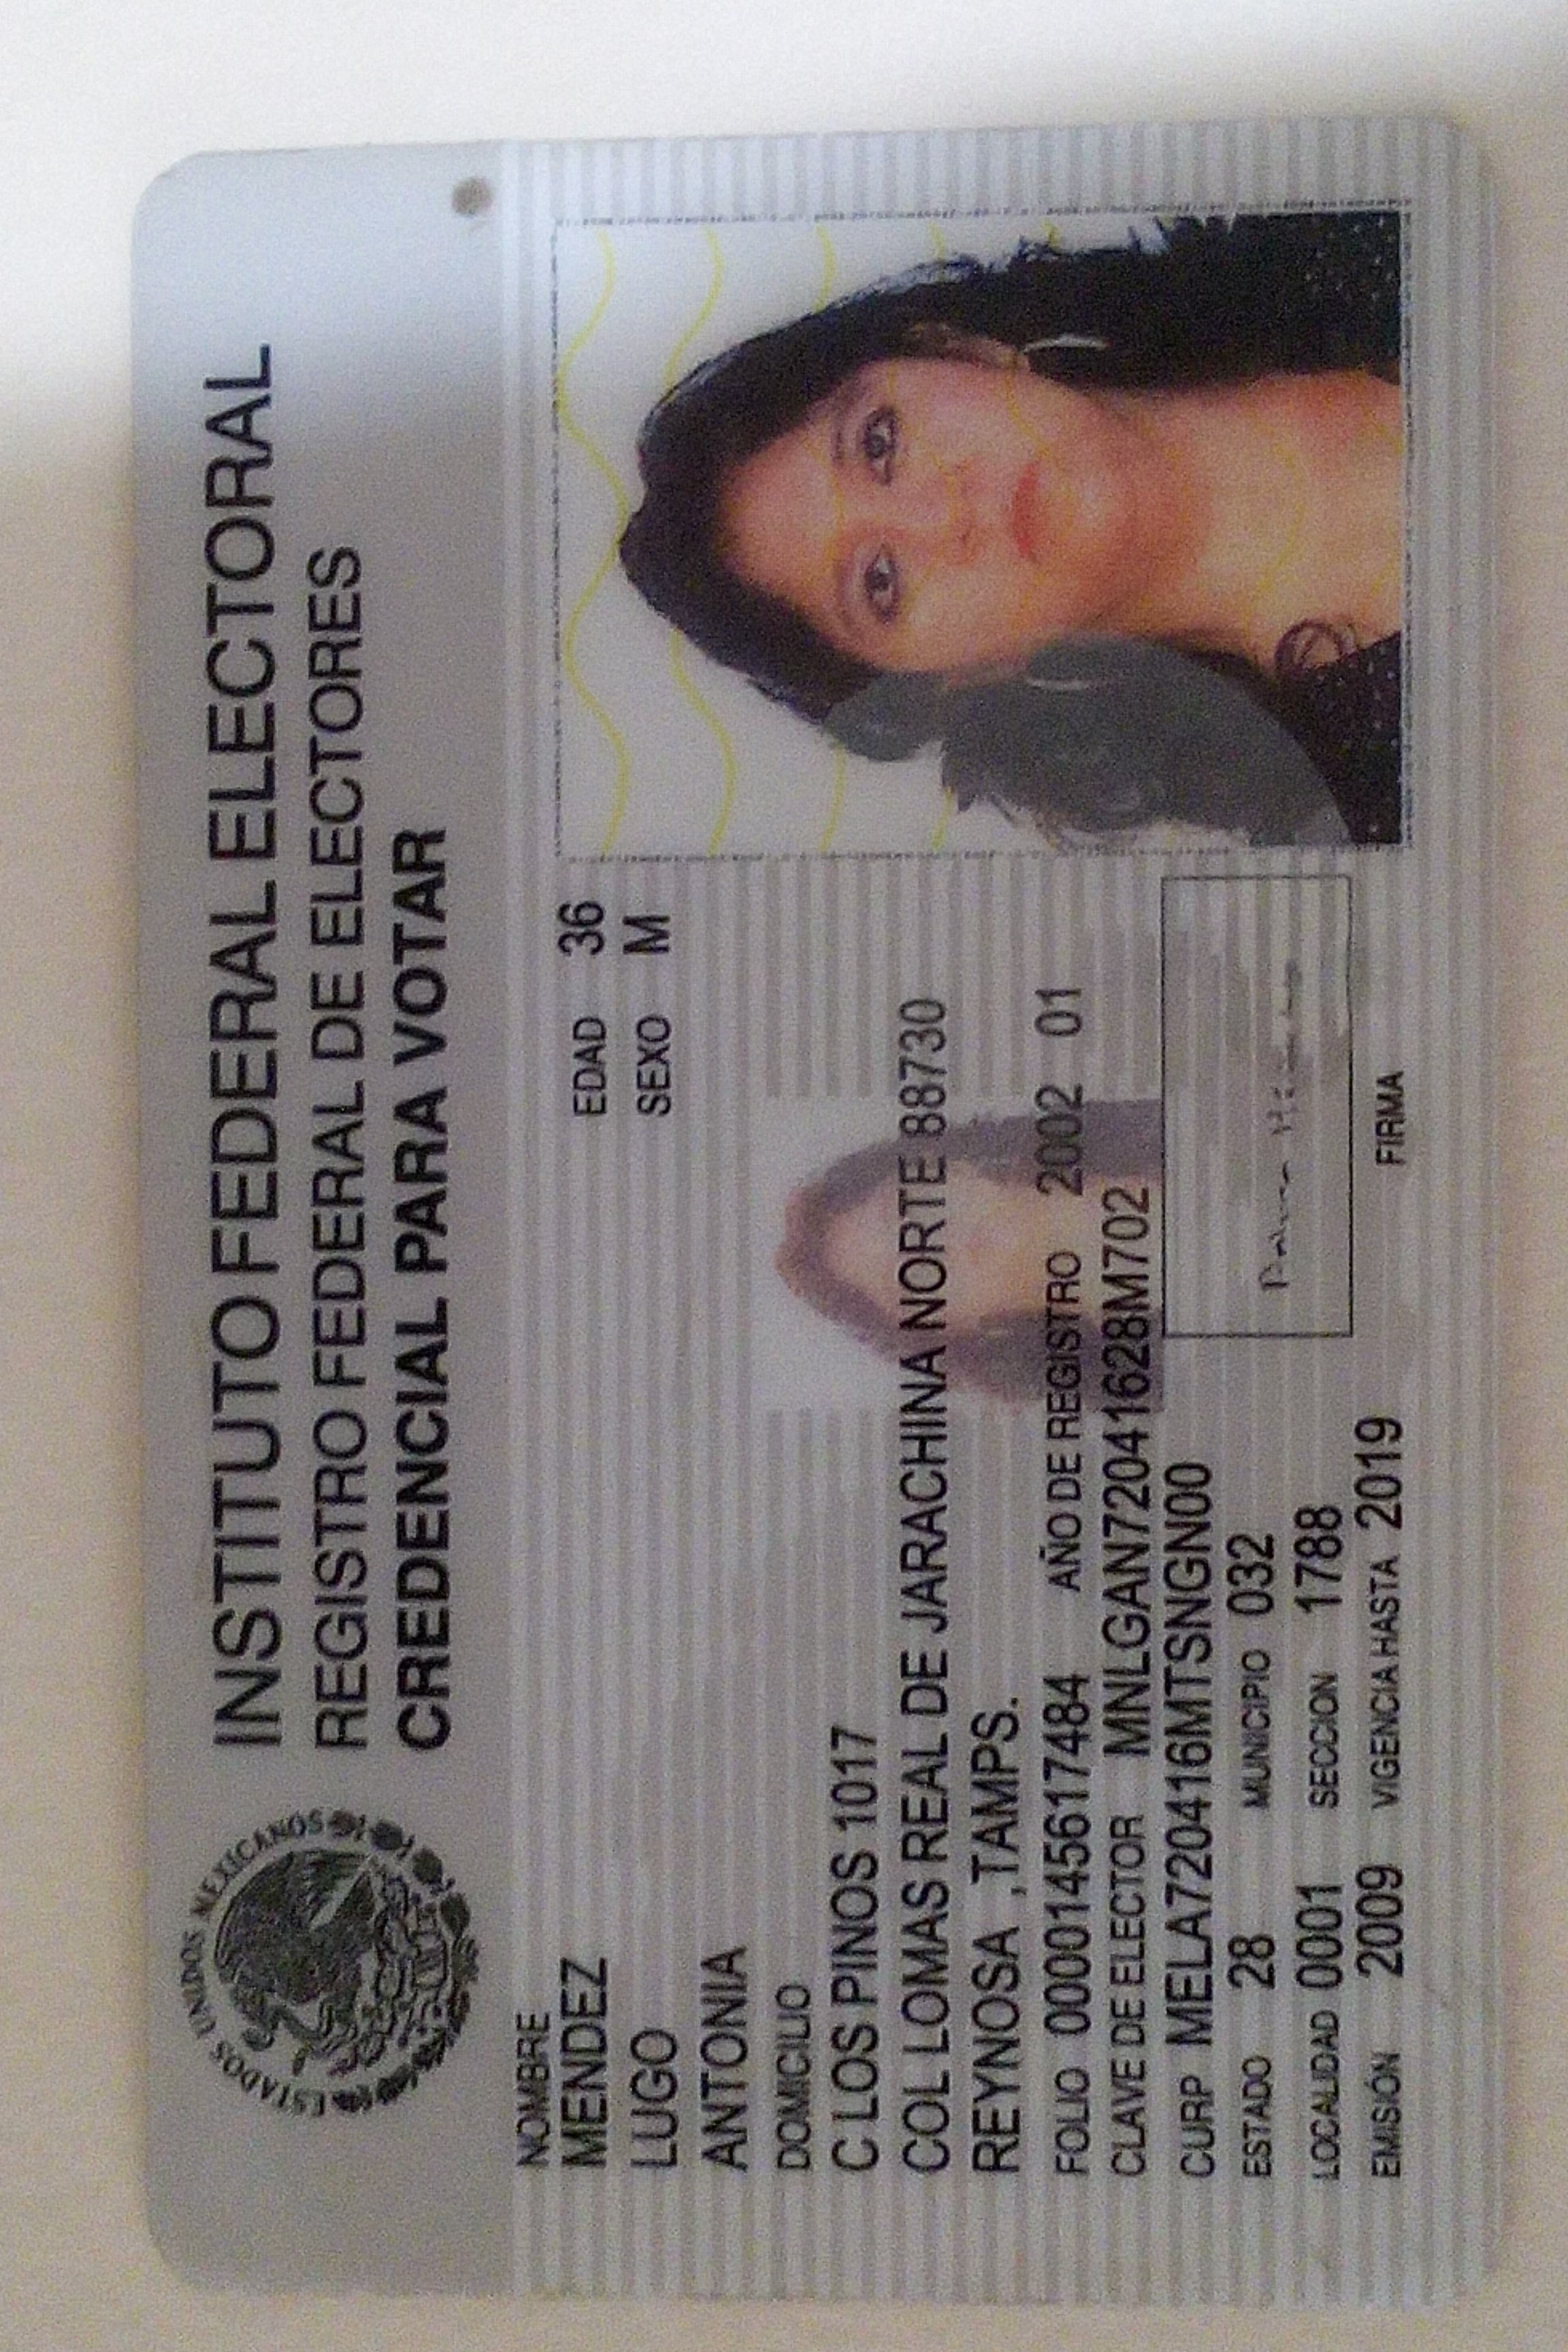 ESTADOS UNIDOS MEXICANOS
INSTITUTO FEDERAL ELECTORAL
REGISTRO FEDERAL DE ELECTORES
CREDENCIAL PARA VOTAR
NOMBRE
MENDEZ
LUGO
ANTONIA
EDAD 36
SEXO M
DOMICILIO
C LOS PINOS 1017
COL LOMAS REAL DE JARACHINA NORTE 88730
REYNOSA ,TAMPS.
FOLIO 0000145617484 AÑO DE REGISTRO 2002 01
CLAVE DE ELECTOR MNLGAN72041628M702
CURP MELA720416MTSNGN00
ESTADO 28 MUNICIPIO 032
LOCALIDAD 0001 SECCION 1788
EMISIÓN 2009 VIGENCIA HASTA 2019
FIRMA